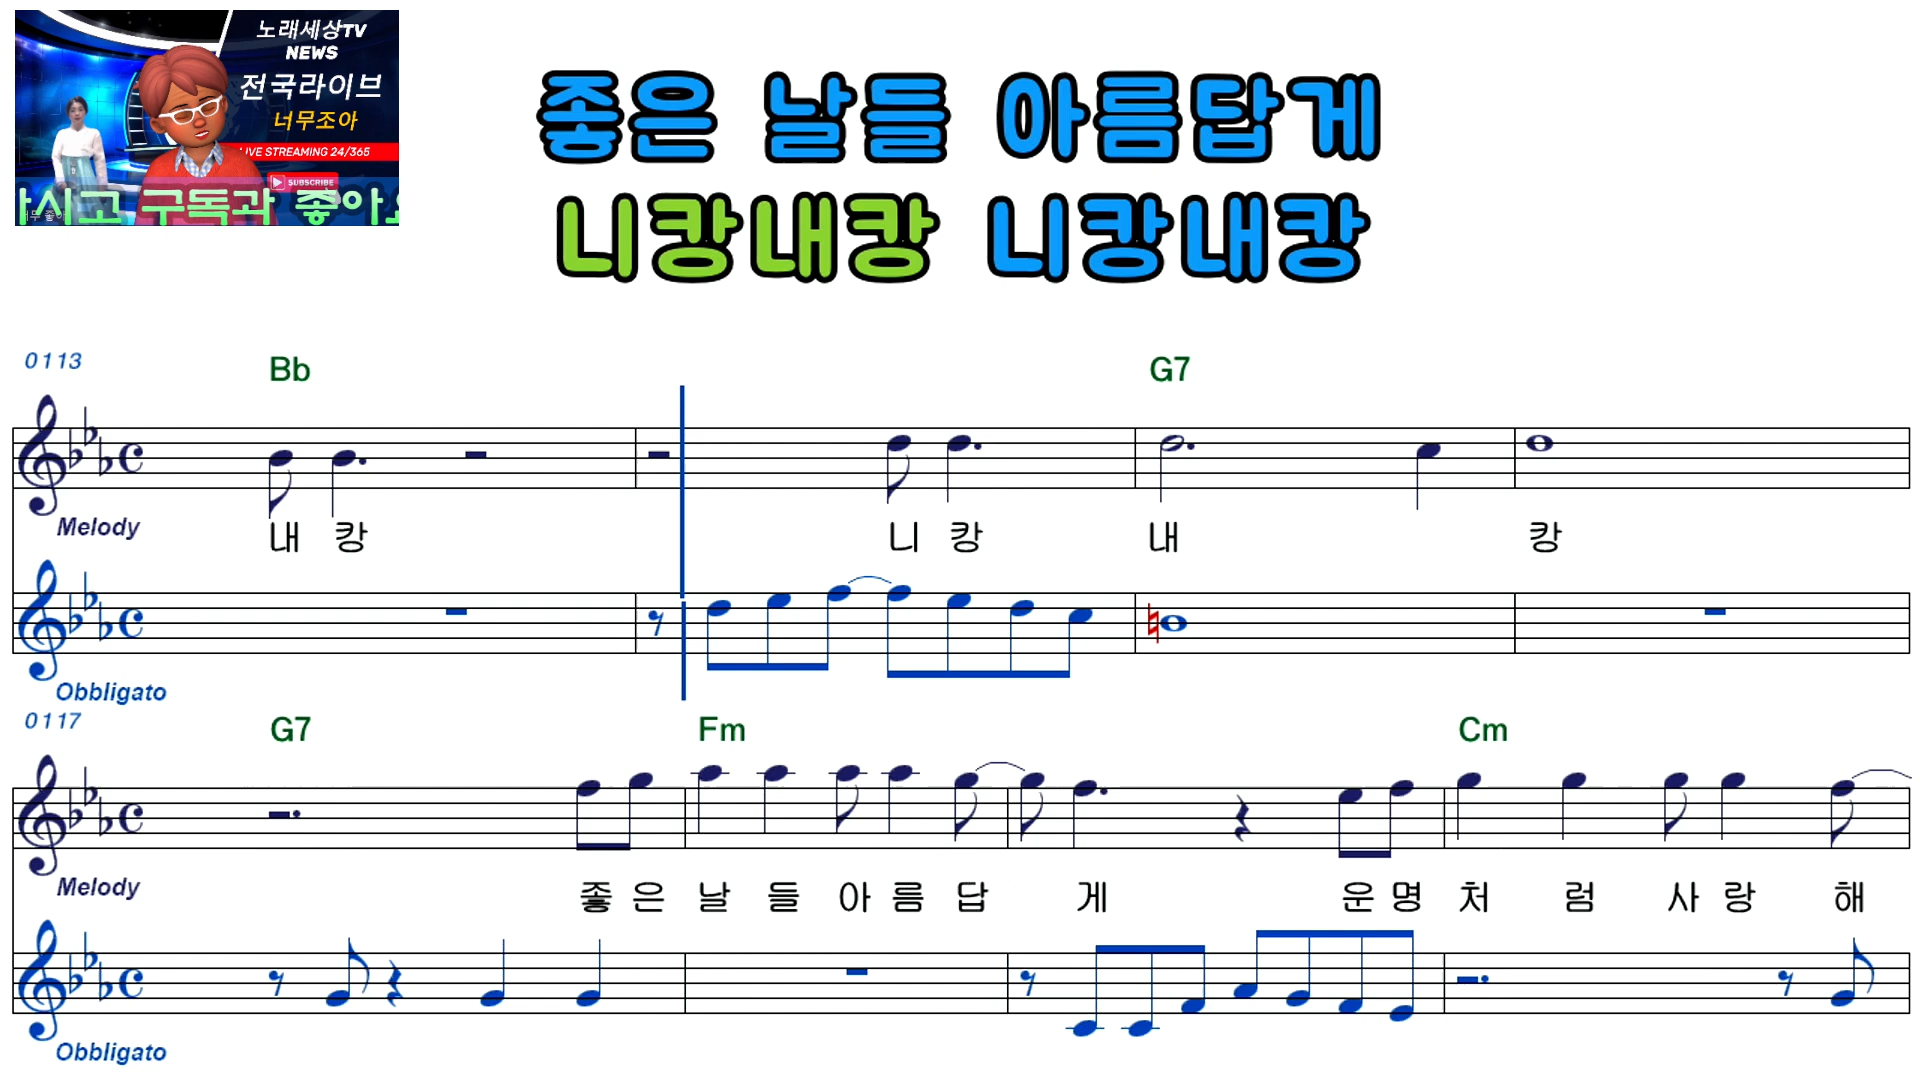 노래세상TV
NEWS
전국라이브
너무조아
LIVE STREAMING 24/365
SUBSCRIBE
시고 구독과 좋아
좋은 날들 아름답게
니캉내캉 니캉내캉
0113
Bb G7
Melody
내 캉 니 캉 내 캉
Obbligato
0117
G7 Fm Cm
Melody
좋 은 날 들 아 름 답 게 운 명 처 럼 사 랑 해
Obbligato